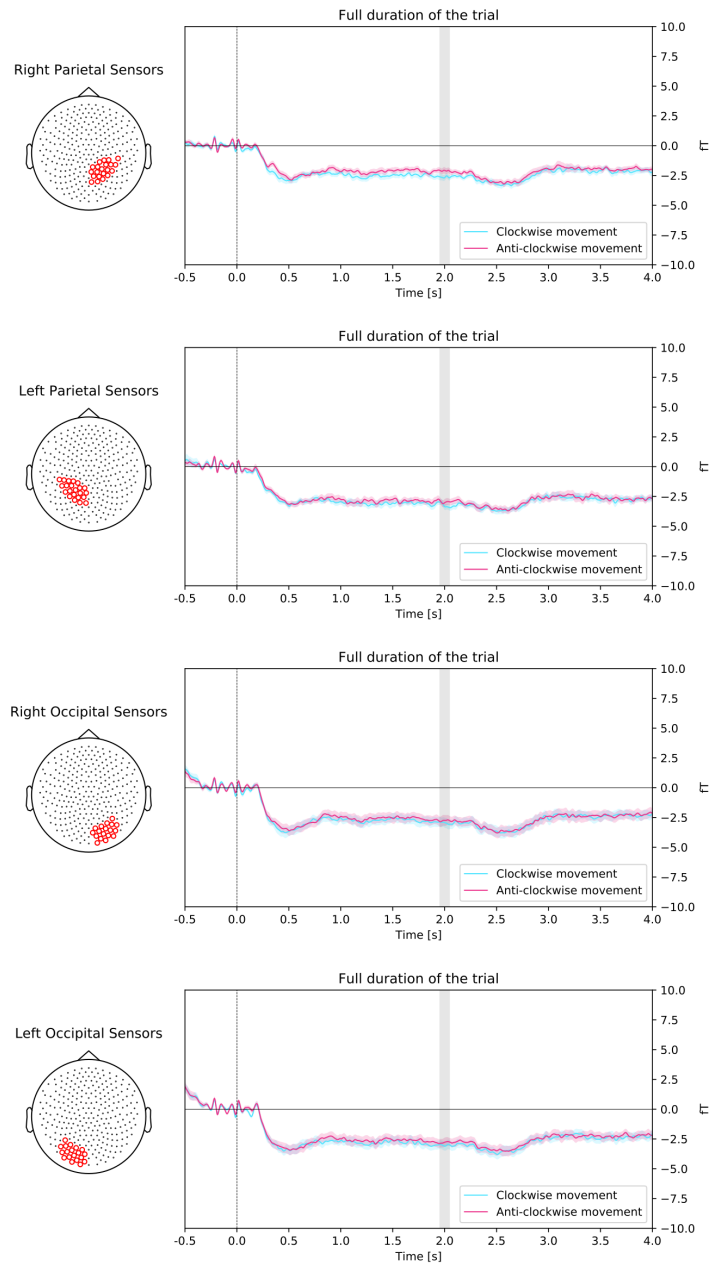 Full duration of the trial
Right Parietal Sensors
10.0
7.5
5.0
2.5
0.0
−2.5
−5.0
−7.5
−10.0
fT
Clockwise movement
Anti-clockwise movement
-0.5 0.0 0.5 1.0 1.5 2.0 2.5 3.0 3.5 4.0
Time [s]
Full duration of the trial
Left Parietal Sensors
10.0
7.5
5.0
2.5
0.0
−2.5
−5.0
−7.5
−10.0
fT
Clockwise movement
Anti-clockwise movement
-0.5 0.0 0.5 1.0 1.5 2.0 2.5 3.0 3.5 4.0
Time [s]
Full duration of the trial
Right Occipital Sensors
10.0
7.5
5.0
2.5
0.0
−2.5
−5.0
−7.5
−10.0
fT
Clockwise movement
Anti-clockwise movement
-0.5 0.0 0.5 1.0 1.5 2.0 2.5 3.0 3.5 4.0
Time [s]
Full duration of the trial
Left Occipital Sensors
10.0
7.5
5.0
2.5
0.0
−2.5
−5.0
−7.5
−10.0
fT
Clockwise movement
Anti-clockwise movement
-0.5 0.0 0.5 1.0 1.5 2.0 2.5 3.0 3.5 4.0
Time [s]